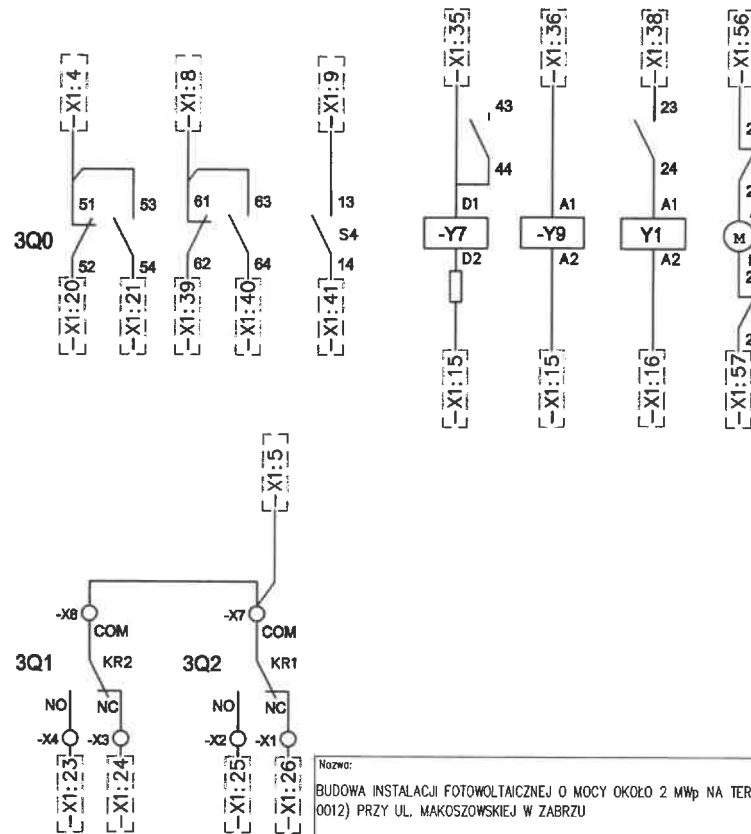 -X1:4
-X1:8
-X1:9
-X1:35
-X1:36
-X1:38
-X1:56
43
23
44
24
51
53
61
63
13
D1
A1
A1
3Q0
S4
-Y7
-Y9
Y1
M
52
54
62
64
14
D2
A2
A2
-X1:20
-X1:21
-X1:39
-X1:40
-X1:41
-X1:15
-X1:15
-X1:16
-X1:57
-X1:5
-X8
-X7
COM
COM
3Q1
KR2
3Q2
KR1
NO
NC
NO
NC
-X4
-X3
-X2
-X1
-X1:23
-X1:24
-X1:25
-X1:26
Nazwa:
BUDOWA INSTALACJI FOTOWOLTAICZNEJ O MOCY OKOŁO 2 MWp NA TER
0012) PRZY UL. MAKOSZOWSKIEJ W ZABRZU